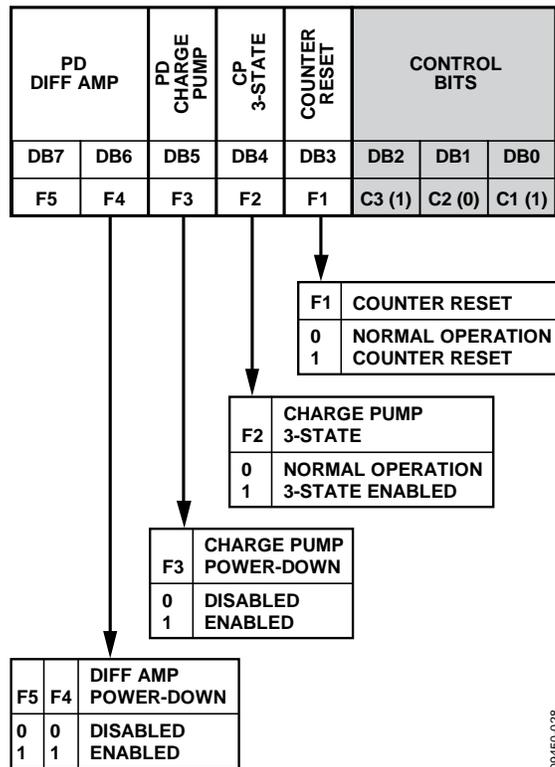 PD
DIFF AMP
PD
CHARGE
PUMP
CP
3-STATE
COUNTER
RESET
CONTROL
BITS
DB7 DB6 DB5 DB4 DB3 DB2 DB1 DB0
F5 F4 F3 F2 F1 C3 (1) C2 (0) C1 (1)
F1 COUNTER RESET
0 NORMAL OPERATION
1 COUNTER RESET
CHARGE PUMP
F2 3-STATE
0 NORMAL OPERATION
1 3-STATE ENABLED
CHARGE PUMP
F3 POWER-DOWN
0 DISABLED
1 ENABLED
DIFF AMP
F5 F4 POWER-DOWN
0 0 DISABLED
1 1 ENABLED